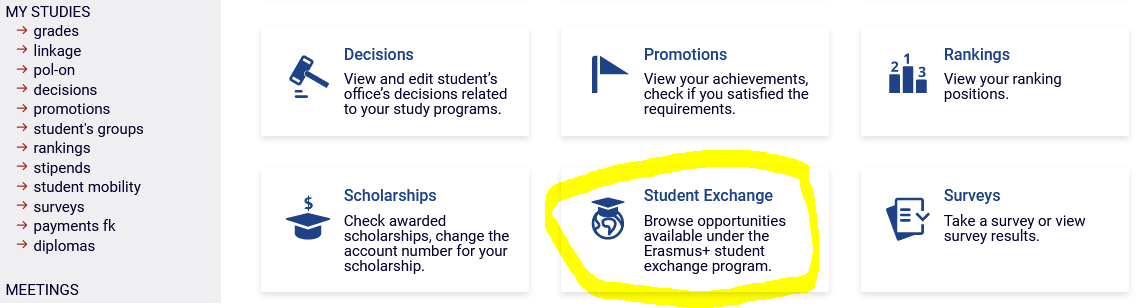 MY STUDIES
grades
linkage
pol-on
decisions
promotions
student's groups
rankings
stipends
student mobility
surveys
payments fk
diplomas
MEETINGS
Decisions
View and edit student's
office's decisions related
to your study programs.
Promotions
View your achievements,
check if you satisfied the
requirements.
2 1 3
Rankings
View your ranking
positions.
$
Scholarships
Check awarded
scholarships, change the
account number for your
scholarship.
Student Exchange
Browse opportunities
available under the
Erasmus+ student
exchange program.
Surveys
Take a survey or view
survey results.